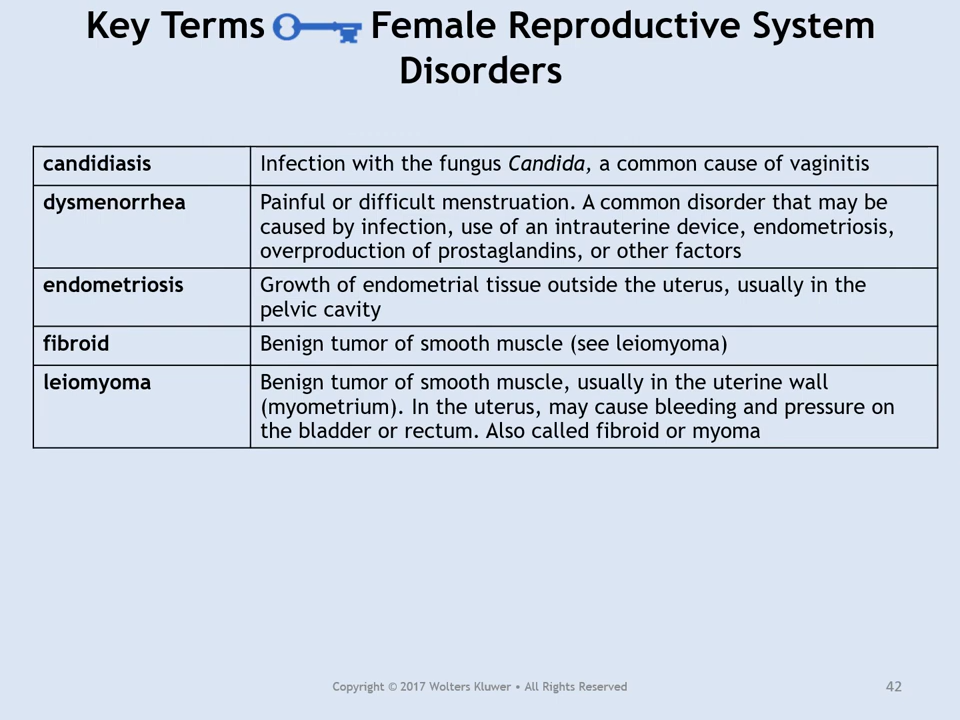 Key Terms Female Reproductive System
Disorders
candidiasis Infection with the fungus Candida, a common cause of vaginitis
dysmenorrhea Painful or difficult menstruation. A common disorder that may be
caused by infection, use of an intrauterine device, endometriosis,
overproduction of prostaglandins, or other factors
endometriosis Growth of endometrial tissue outside the uterus, usually in the
pelvic cavity
fibroid Benign tumor of smooth muscle (see leiomyoma)
leiomyoma Benign tumor of smooth muscle, usually in the uterine wall
(myometrium). In the uterus, may cause bleeding and pressure on
the bladder or rectum. Also called fibroid or myoma
Copyright © 2017 Wolters Kluwer • All Rights Reserved 42